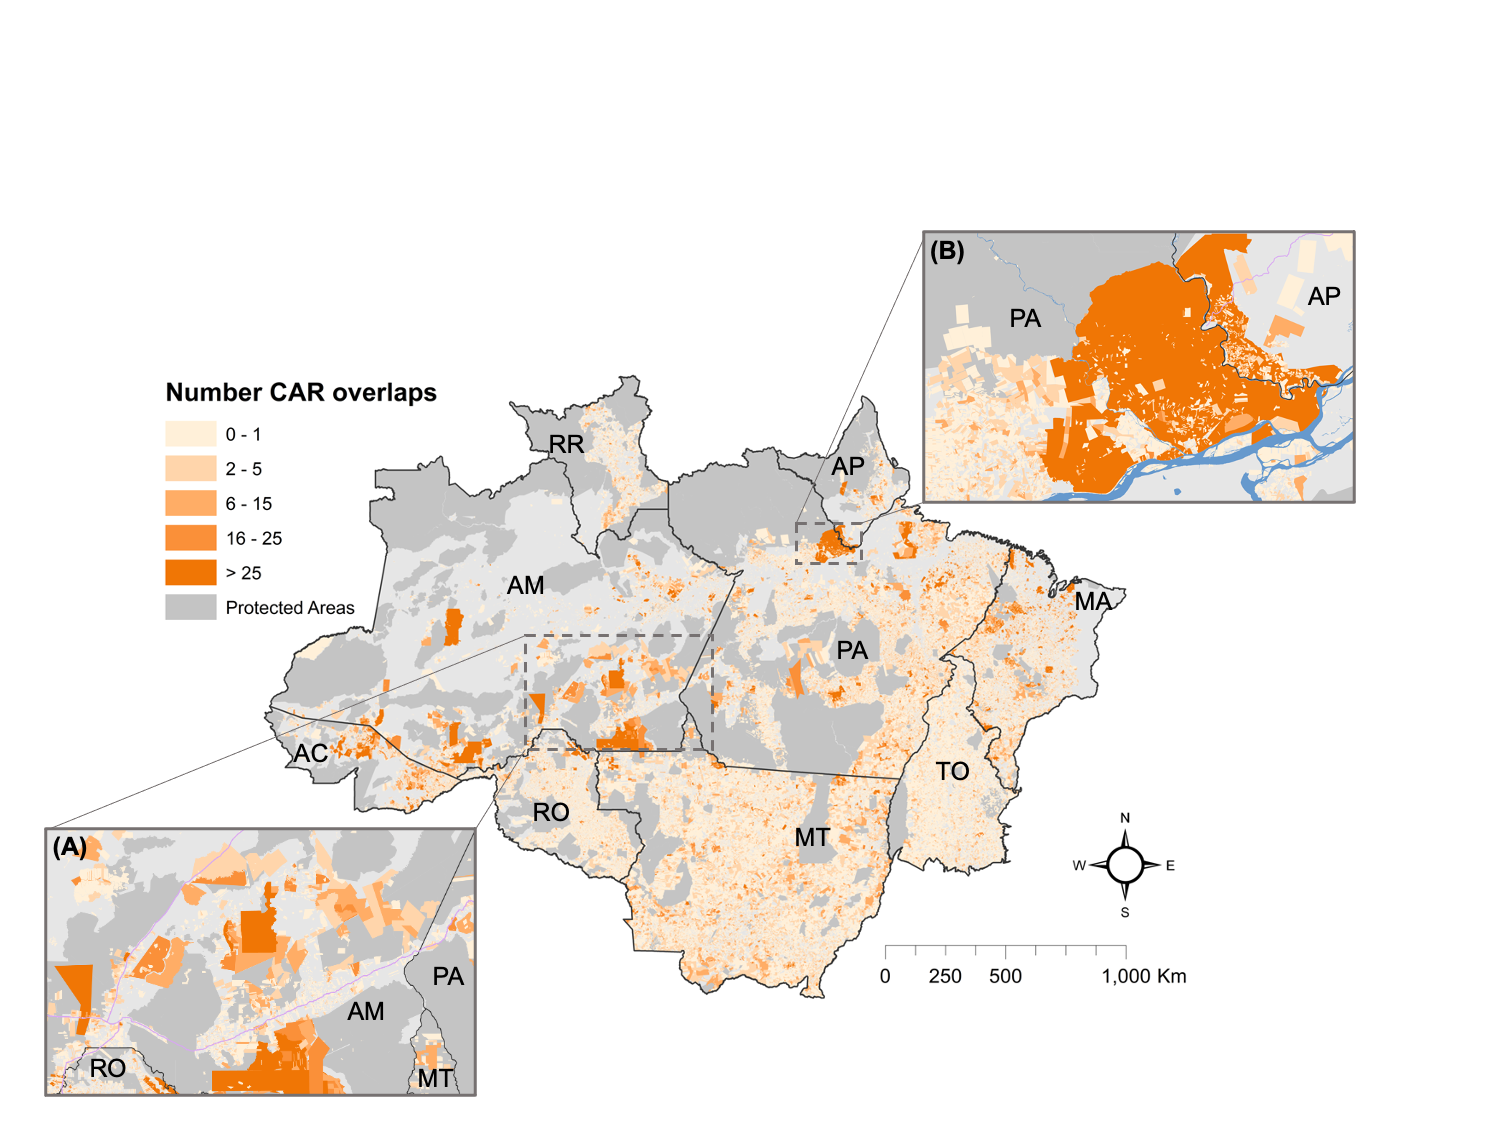 (B)
PA
AP
Number CAR overlaps
0 - 1
2 - 5
6 - 15
16 - 25
> 25
Protected Areas
RR
AP
AM
MA
PA
AC
TO
RO
MT
N
W
E
S
0 250 500 1,000 Km
(A)
PA
AM
RO
MT